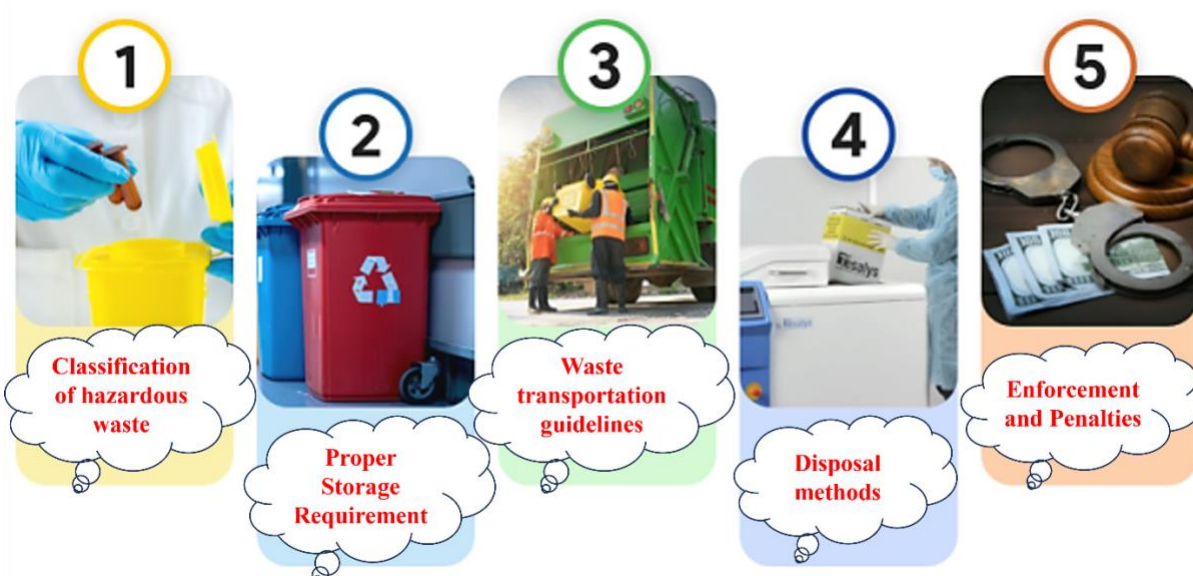 1
Classification
of hazardous
waste
2
Proper
Storage
Requirement
3
Waste
transportation
guidelines
4
Tesalys
Disposal
methods
5
Enforcement
and Penalties